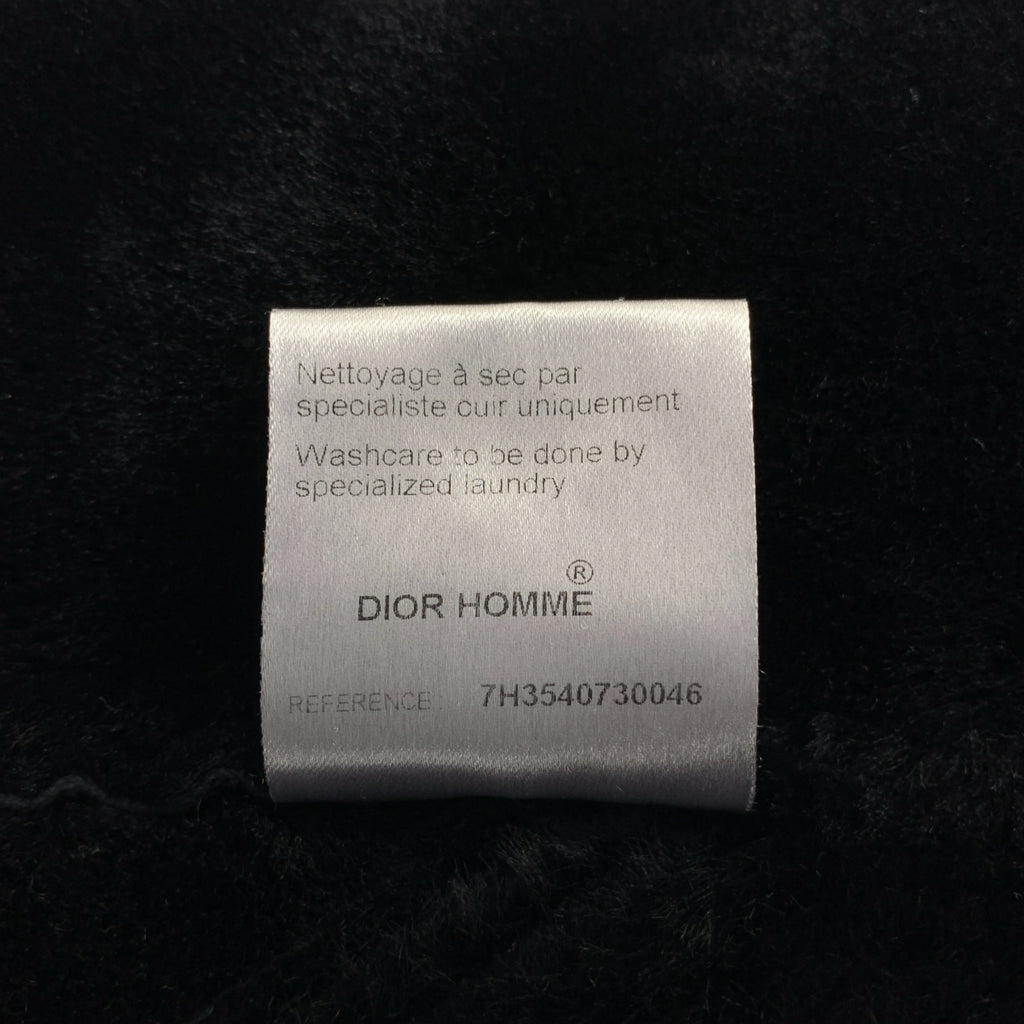 Nettoyage à sec par
specialiste cuir uniquement
Washcare to be done by
specialized laundry
DIOR HOMME®
REFERENCE : 7H3540730046